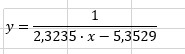 y = 1 / (2,3235 · x − 5,3529)